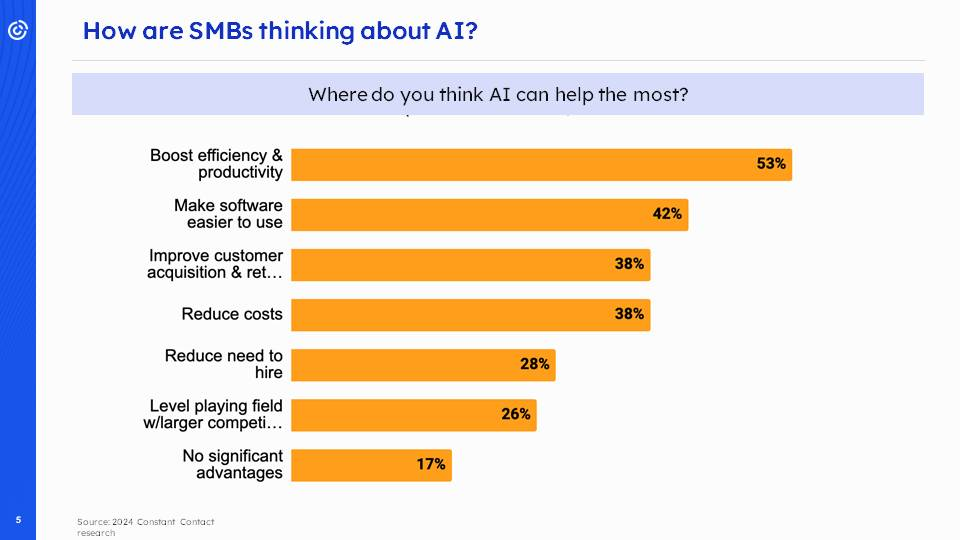 How are SMBs thinking about AI?
Where do you think AI can help the most?
Boost efficiency &
productivity
53%
Make software
easier to use
42%
Improve customer
acquisition & ret…
38%
Reduce costs
38%
Reduce need to
hire
28%
Level playing field
w/larger competi…
26%
No significant
advantages
17%
5
Source: 2024 Constant Contact
research